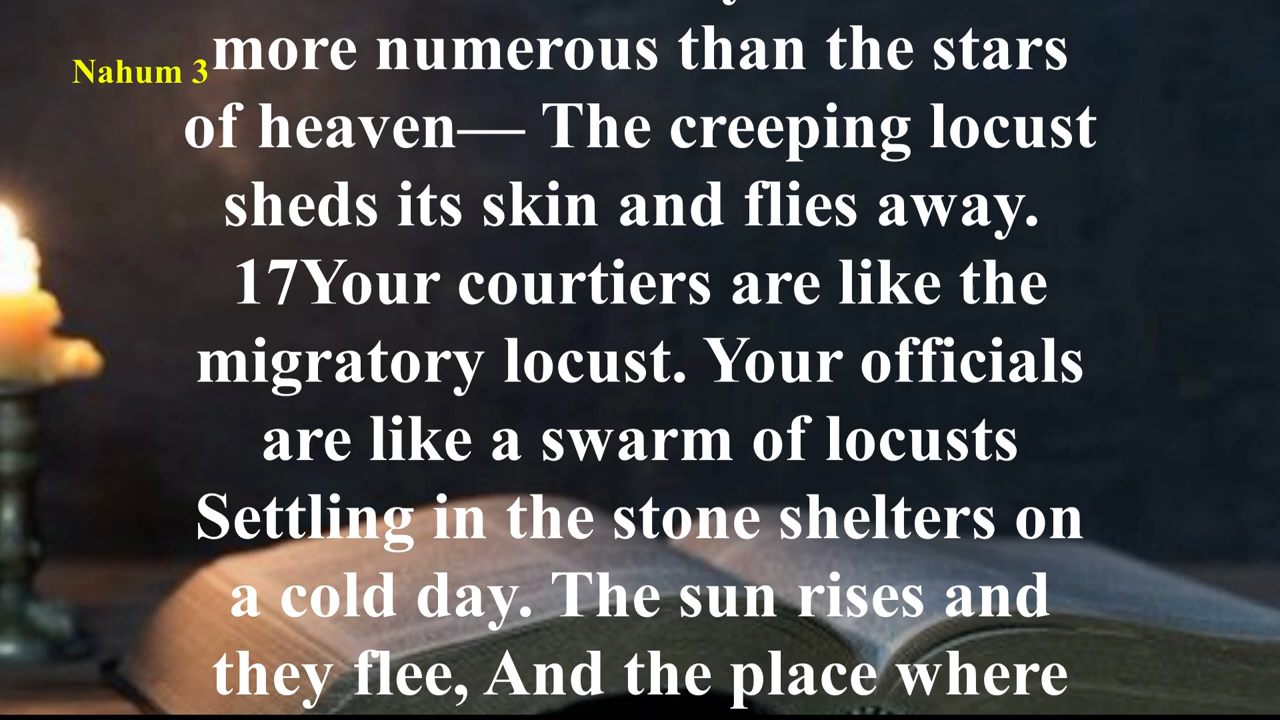 Nahum 3
more numerous than the stars
of heaven— The creeping locust
sheds its skin and flies away.
17Your courtiers are like the
migratory locust. Your officials
are like a swarm of locusts
Settling in the stone shelters on
a cold day. The sun rises and
they flee, And the place where